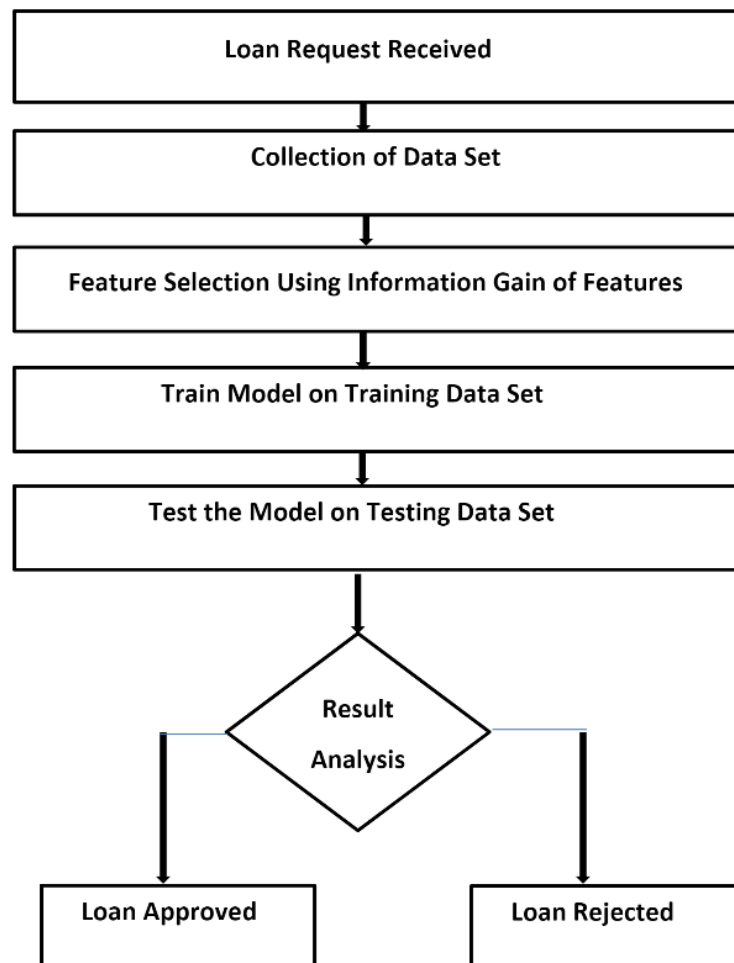 Loan Request Received
Collection of Data Set
Feature Selection Using Information Gain of Features
Train Model on Training Data Set
Test the Model on Testing Data Set
Result
Analysis
Loan Approved
Loan Rejected